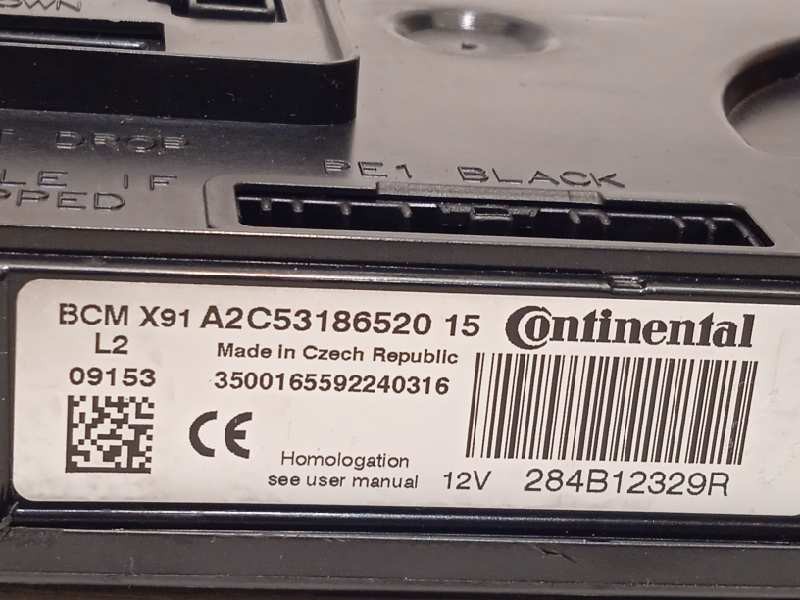 DROP
IF
PE1 BLACK
BCM X91 A2C53186520 15 Continental
L2 Made in Czech Republic
09153 3500165592240316
CE
Homologation
see user manual 12V 284B12329R